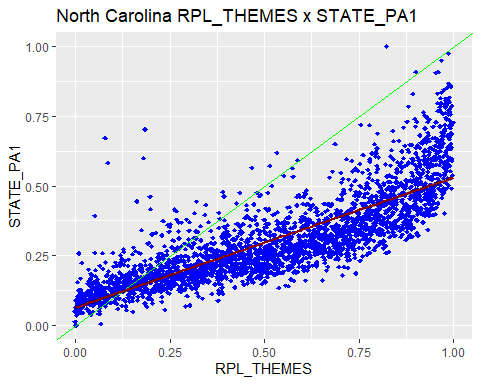 North Carolina RPL_THEMES x STATE_PA1
1.00
0.75
0.50
0.25
0.00
STATE_PA1
0.00 0.25 0.50 0.75 1.00
RPL_THEMES